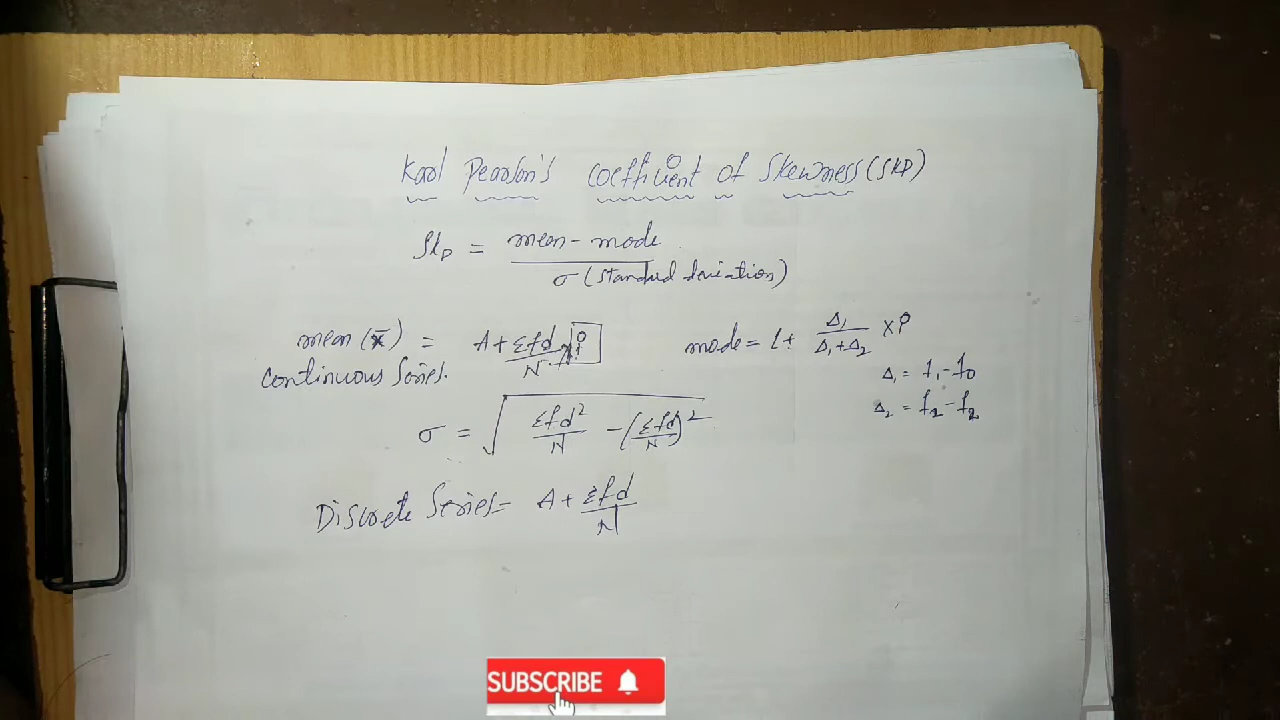 Karl Pearson's coefficient of Skewness (SKP)
Skp = mean - mode
σ (standard deviation)
mean (x̄) = A + Σfd / N × i
continuous Series.
mode = l + Δ1 / Δ1 + Δ2 × i
Δ1 = f1 - f0
Δ2 = f1 - f2
σ = √ Σfd² / N - (Σfd / N)²
Discrete Series = A + Σfd / N
SUBSCRIBE